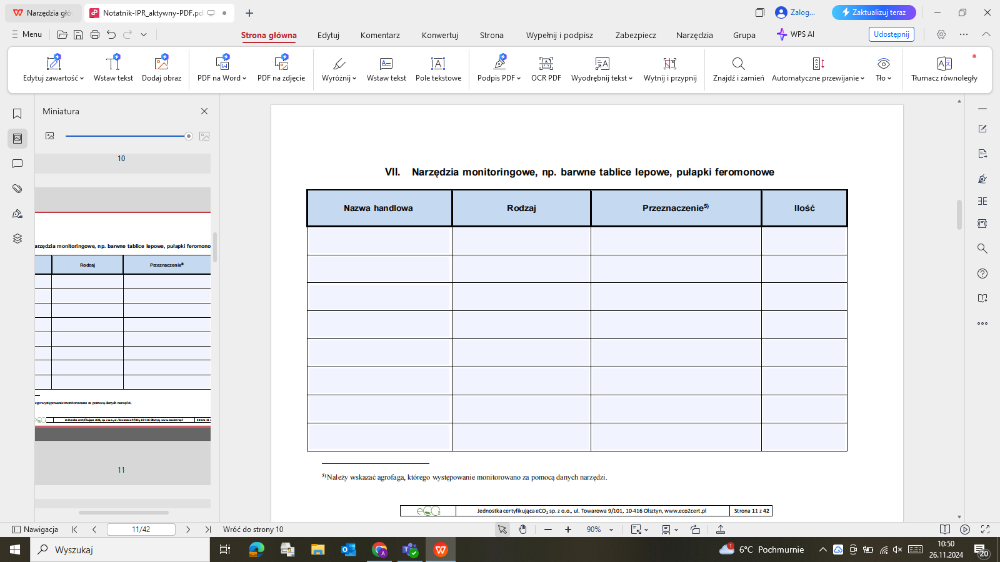 Narzędzia głó
Notatnik-IPR_aktywny-PDF.pd
Zalog...
Zaktualizuj teraz
Menu
Strona główna
Edytuj
Komentarz
Konwertuj
Strona
Wypełnij i podpisz
Zabezpiecz
Narzędzia
Grupa
WPS AI
Udostępnij
Edytuj zawartość
Wstaw tekst
Dodaj obraz
PDF na Word
PDF na zdjęcie
Wyróżnij
Wstaw tekst
Pole tekstowe
Podpis PDF
OCR PDF
Wyodrębnij tekst
Wytnij i przypnij
Znajdź i zamień
Automatyczne przewijanie
Tło
Tłumacz równoległy
Miniatura
10
arzędzia monitoringowe, np. barwne tablice lepowe, pułapki feromono
Rodzaj
Przeznaczenie⁵⁾
ego występowanie monitorowano za pomocą danych narzędzi.
eCO2
Jednostka certyfikująca eCO₂ sp. z o.o., ul. Towarowa 9/101, 10-416 Olsztyn, www.eco2cert.pl
Strona 11 z
11
VII. Narzędzia monitoringowe, np. barwne tablice lepowe, pułapki feromonowe
Nazwa handlowa
Rodzaj
Przeznaczenie⁵⁾
Ilość
⁵⁾ Należy wskazać agrofaga, którego występowanie monitorowano za pomocą danych narzędzi.
eCO2
Jednostka certyfikująca eCO₂ sp. z o.o., ul. Towarowa 9/101, 10-416 Olsztyn, www.eco2cert.pl
Strona 11 z 42
Nawigacja
11/42
Wróć do strony 10
90%
Wyszukaj
1
6°C Pochmurnie
10:50
26.11.2024
20